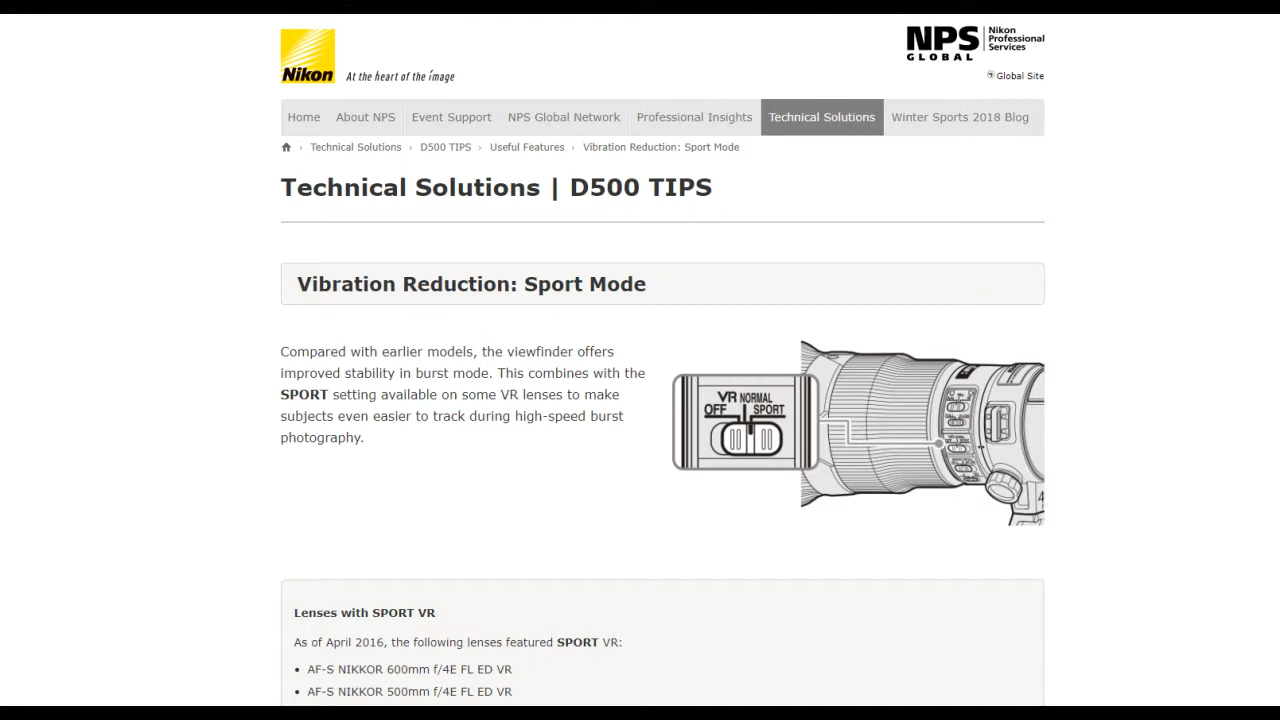 Nikon
At the heart of the image
NPS
GLOBAL
Nikon
Professional
Services
Global Site
Home About NPS Event Support NPS Global Network Professional Insights Technical Solutions Winter Sports 2018 Blog
› Technical Solutions › D500 TIPS › Useful Features › Vibration Reduction: Sport Mode
Technical Solutions | D500 TIPS
Vibration Reduction: Sport Mode
Compared with earlier models, the viewfinder offers
improved stability in burst mode. This combines with the
SPORT setting available on some VR lenses to make
subjects even easier to track during high-speed burst
photography.
VR NORMAL
OFF SPORT
Lenses with SPORT VR
As of April 2016, the following lenses featured SPORT VR:
• AF-S NIKKOR 600mm f/4E FL ED VR
• AF-S NIKKOR 500mm f/4E FL ED VR